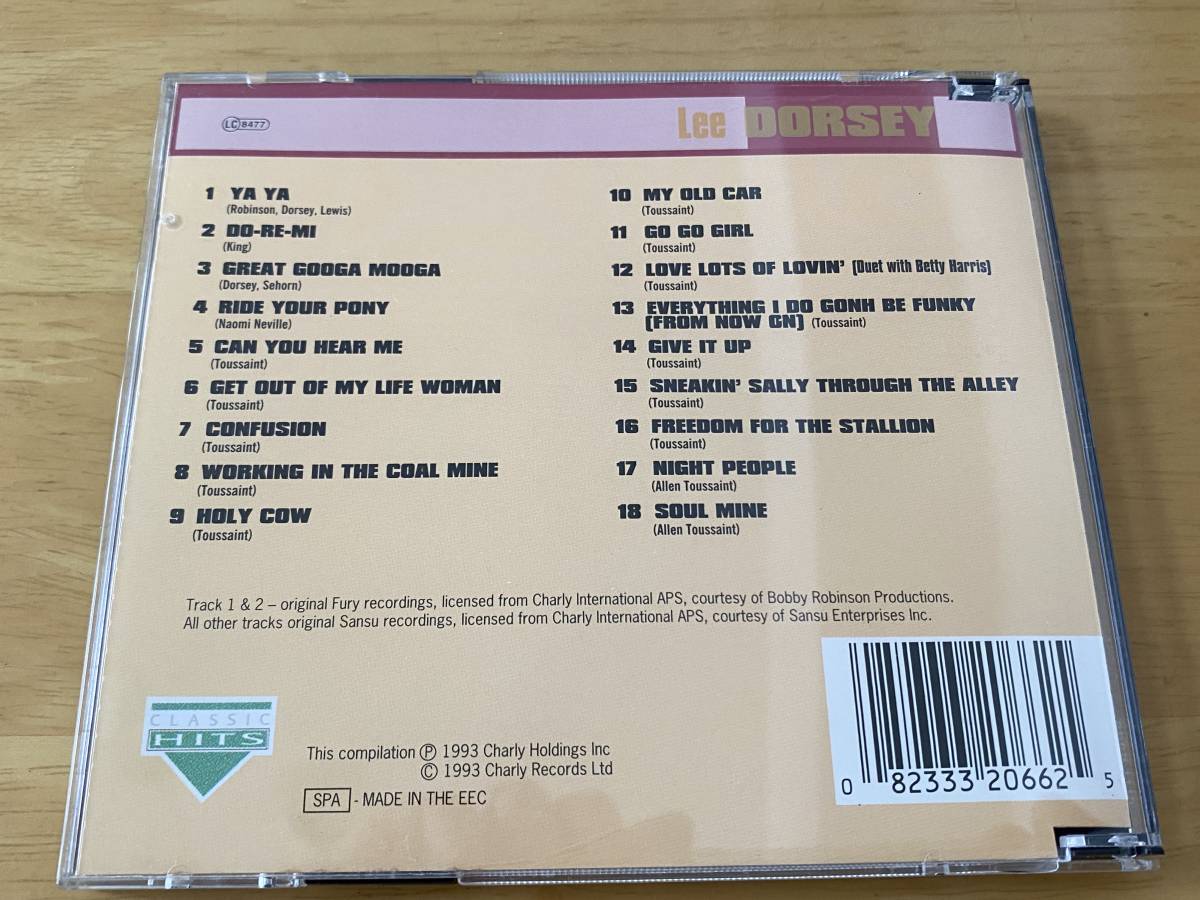 LC 8477
Lee DORSEY
1 YA YA
(Robinson, Dorsey, Lewis)
2 DO-RE-MI
(King)
3 GREAT GOOGA MOOGA
(Dorsey, Sehorn)
4 RIDE YOUR PONY
(Naomi Neville)
5 CAN YOU HEAR ME
(Toussaint)
6 GET OUT OF MY LIFE WOMAN
(Toussaint)
7 CONFUSION
(Toussaint)
8 WORKING IN THE COAL MINE
(Toussaint)
9 HOLY COW
(Toussaint)
10 MY OLD CAR
(Toussaint)
11 GO GO GIRL
(Toussaint)
12 LOVE LOTS OF LOVIN' (Duet with Betty Harris)
(Toussaint)
13 EVERYTHING I DO GONH BE FUNKY
(FROM NOW ON) (Toussaint)
14 GIVE IT UP
(Toussaint)
15 SNEAKIN' SALLY THROUGH THE ALLEY
(Toussaint)
16 FREEDOM FOR THE STALLION
(Toussaint)
17 NIGHT PEOPLE
(Allen Toussaint)
18 SOUL MINE
(Allen Toussaint)
Track 1 & 2 – original Fury recordings, licensed from Charly International APS, courtesy of Bobby Robinson Productions.
All other tracks original Sansu recordings, licensed from Charly International APS, courtesy of Sansu Enterprises Inc.
CLASSIC
HITS
This compilation ℗ 1993 Charly Holdings Inc
© 1993 Charly Records Ltd
SPA - MADE IN THE EEC
0 82333 20662 5